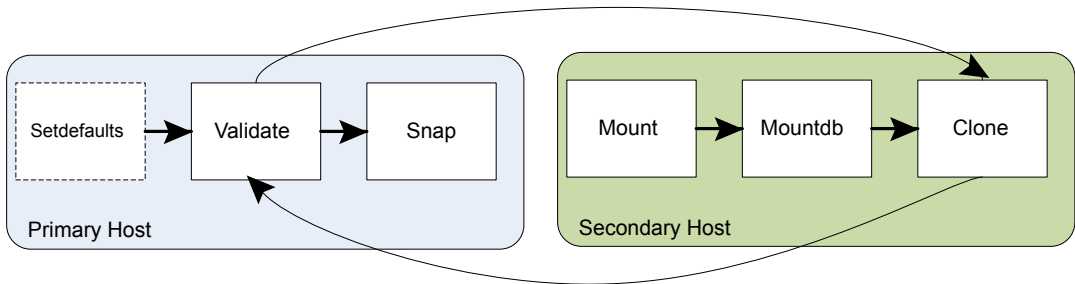 Setdefaults
Validate
Snap
Primary Host
Mount
Mountdb
Clone
Secondary Host